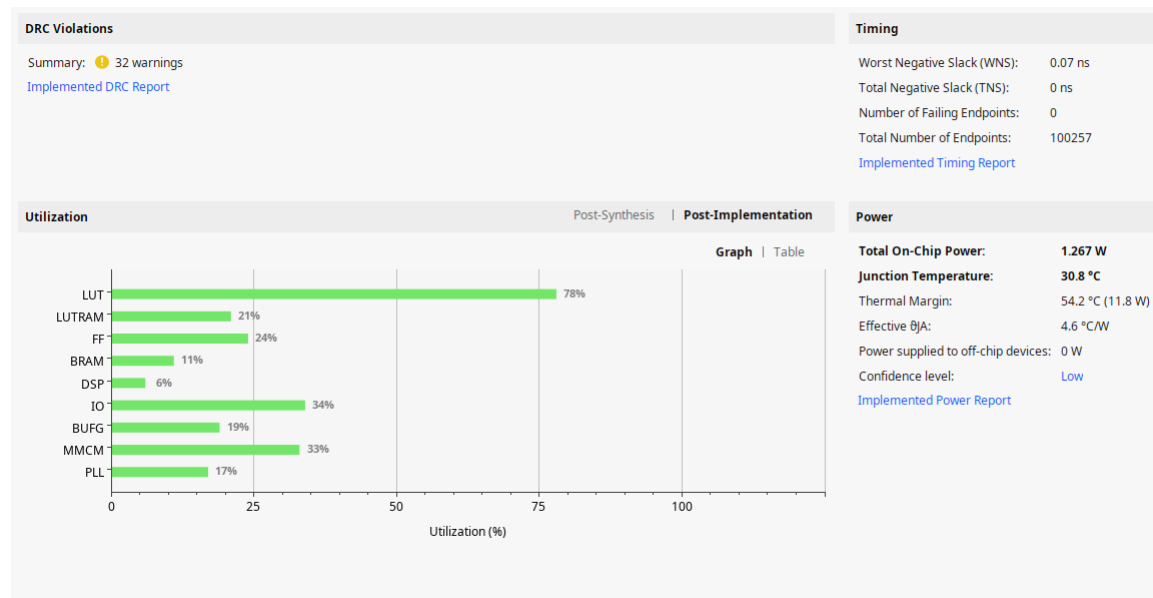 DRC Violations
Summary: 32 warnings
Implemented DRC Report
Timing
Worst Negative Slack (WNS): 0.07 ns
Total Negative Slack (TNS): 0 ns
Number of Failing Endpoints: 0
Total Number of Endpoints: 100257
Implemented Timing Report
Utilization
Post-Synthesis | Post-Implementation
Graph | Table
LUT 78%
LUTRAM 21%
FF 24%
BRAM 11%
DSP 6%
IO 34%
BUFG 19%
MMCM 33%
PLL 17%
0 25 50 75 100
Utilization (%)
Power
Total On-Chip Power: 1.267 W
Junction Temperature: 30.8 °C
Thermal Margin: 54.2 °C (11.8 W)
Effective ϑJA: 4.6 °C/W
Power supplied to off-chip devices: 0 W
Confidence level: Low
Implemented Power Report